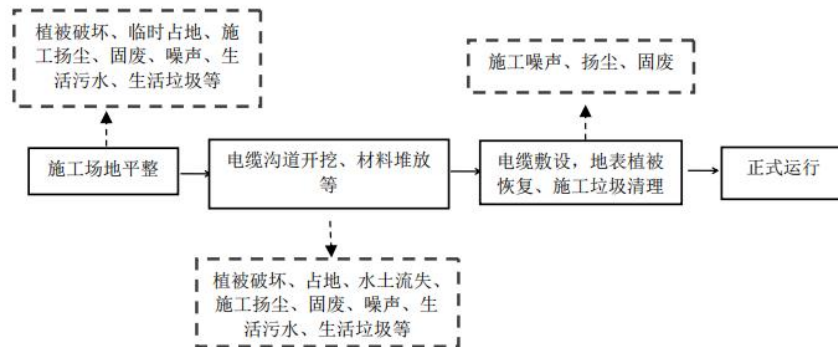 植被破坏、临时占地、施
工扬尘、固废、噪声、生
活污水、生活垃圾等
施工噪声、扬尘、固废
施工场地平整
电缆沟道开挖、材料堆放
等
电缆敷设，地表植被
恢复、施工垃圾清理
正式运行
植被破坏、占地、水土流失、
施工扬尘、固废、噪声、生
活污水、生活垃圾等